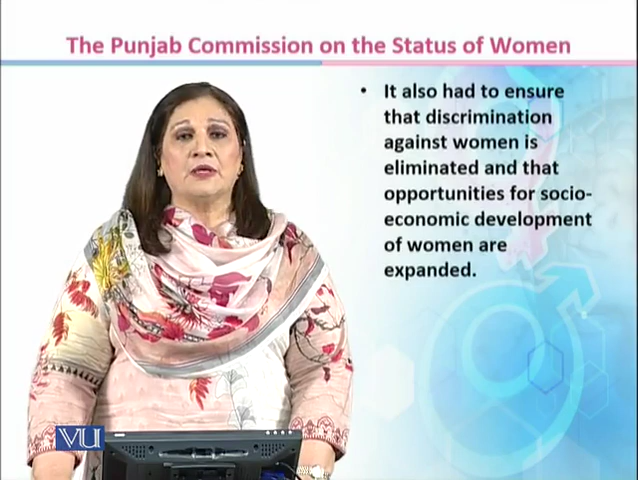 The Punjab Commission on the Status of Women
• It also had to ensure
that discrimination
against women is
eliminated and that
opportunities for socio-
economic development
of women are
expanded.
VU